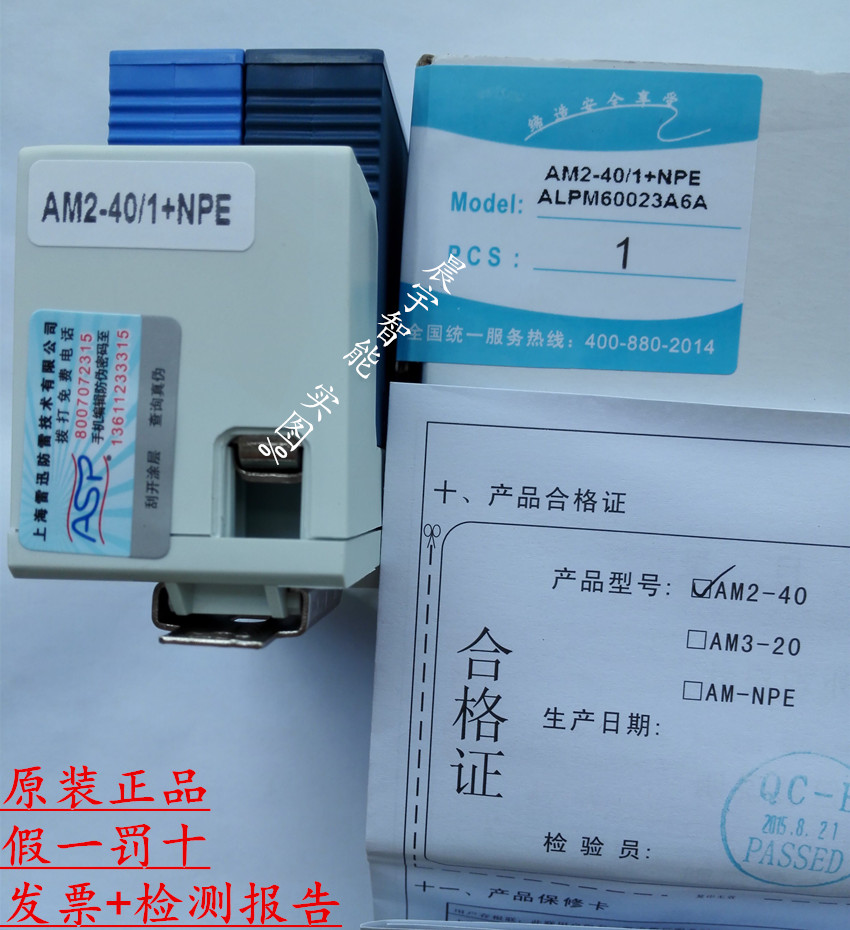 缔造安全享受
AM2-40/1+NPE
Model: ALPM60023A6A
PCS: 1
全国统一服务热线: 400-880-2014
AM2-40/1+NPE
上海雷迅防雷技术有限公司
拨打免费电话
8007072315
手机编辑防伪密码至
13611233315
ASP
刮开涂层 查询真伪
晨宇智能 实图%
十、产品合格证
产品型号: ☑AM2-40
□AM3-20
□AM-NPE
合格证
生产日期:
QC-
2015.8.21
PASSED
检验员:
十一、产品保修卡
原装正品
假一罚十
发票+检测报告